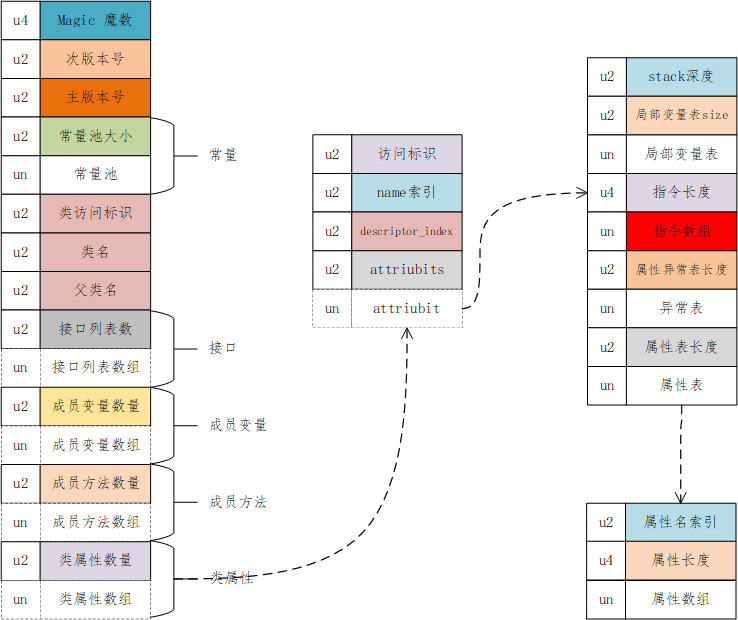 u4 Magic 魔数
u2 次版本号
u2 主版本号
u2 常量池大小
un 常量池
常量
u2 类访问标识
u2 类名
u2 父类名
u2 接口列表数
un 接口列表数组
接口
u2 成员变量数量
un 成员变量数组
成员变量
u2 成员方法数量
un 成员方法数组
成员方法
u2 类属性数量
un 类属性数组
类属性
u2 访问标识
u2 name索引
u2 descriptor_index
u2 attriubits
un attriubit
u2 stack深度
u2 局部变量表size
un 局部变量表
u4 指令长度
un 指令数组
u2 属性异常表长度
un 异常表
u2 属性表长度
un 属性表
u2 属性名索引
u4 属性长度
un 属性数组